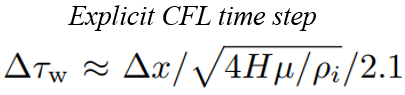 Explicit CFL time step
Δτ_w ≈ Δx/√(4Hμ/ρ_i)/2.1